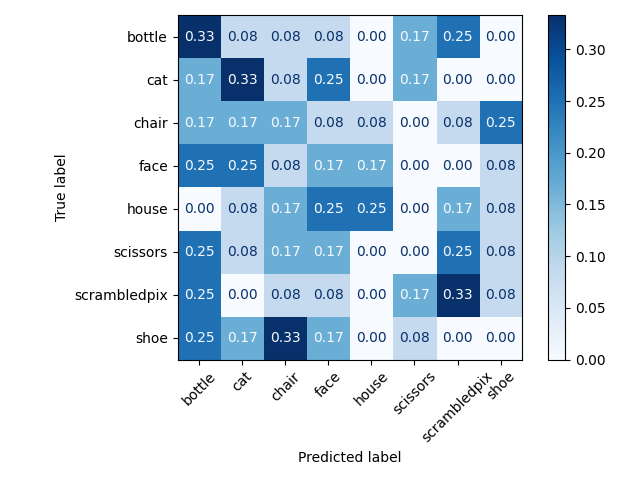 bottle 0.33 0.08 0.08 0.08 0.00 0.17 0.25 0.00
cat 0.17 0.33 0.08 0.25 0.00 0.17 0.00 0.00
chair 0.17 0.17 0.17 0.08 0.08 0.00 0.08 0.25
face 0.25 0.25 0.08 0.17 0.17 0.00 0.00 0.08
house 0.00 0.08 0.17 0.25 0.25 0.00 0.17 0.08
scissors 0.25 0.08 0.17 0.17 0.00 0.00 0.25 0.08
scrambledpix 0.25 0.00 0.08 0.08 0.00 0.17 0.33 0.08
shoe 0.25 0.17 0.33 0.17 0.00 0.08 0.00 0.00
True label
bottle cat chair face house scissors scrambledpix shoe
Predicted label
0.30
0.25
0.20
0.15
0.10
0.05
0.00